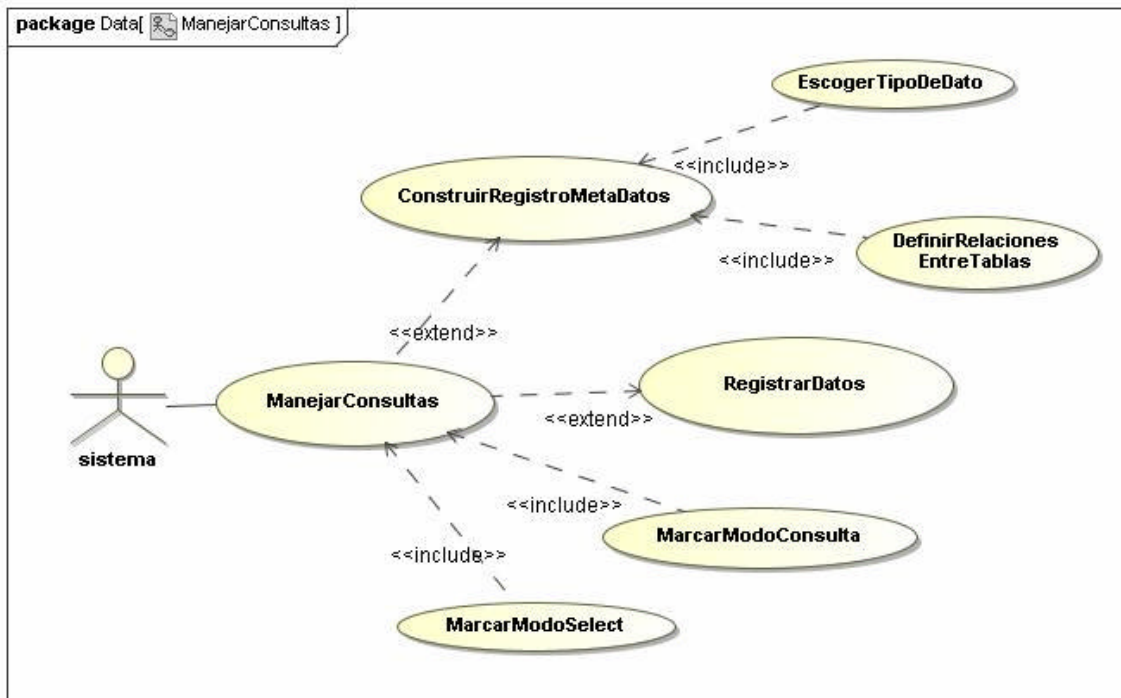 package Data[ ManejarConsultas ]
EscogerTipoDeDato
<<include>>
ConstruirRegistroMetaDatos
DefinirRelaciones
EntreTablas
<<include>>
<<extend>>
RegistrarDatos
ManejarConsultas
<<extend>>
sistema
<<include>>
MarcarModoConsulta
<<include>>
MarcarModoSelect